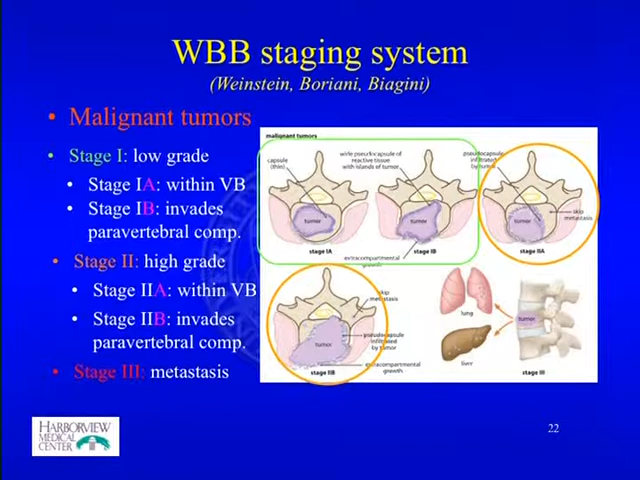 WBB staging system
(Weinstein, Boriani, Biagini)
• Malignant tumors
• Stage I: low grade
• Stage IA: within VB
• Stage IB: invades
paravertebral comp.
• Stage II: high grade
• Stage IIA: within VB
• Stage IIB: invades
paravertebral comp.
• Stage III: metastasis
malignant tumors
capsule
(thin)
wide pseudocapsule of
reactive tissue
with islands of tumor
pseudocapsule
infiltrated
by tumor
tumor
tumor
tumor
skip
metastasis
stage IA
stage IB
stage IIA
extracompartmental
growth
skip
metastasis
pseudocapsule
infiltrated
by tumor
tumor
extracompartmental
growth
stage IIB
lung
liver
tumor
stage III
HARBORVIEW
MEDICAL
CENTER
22